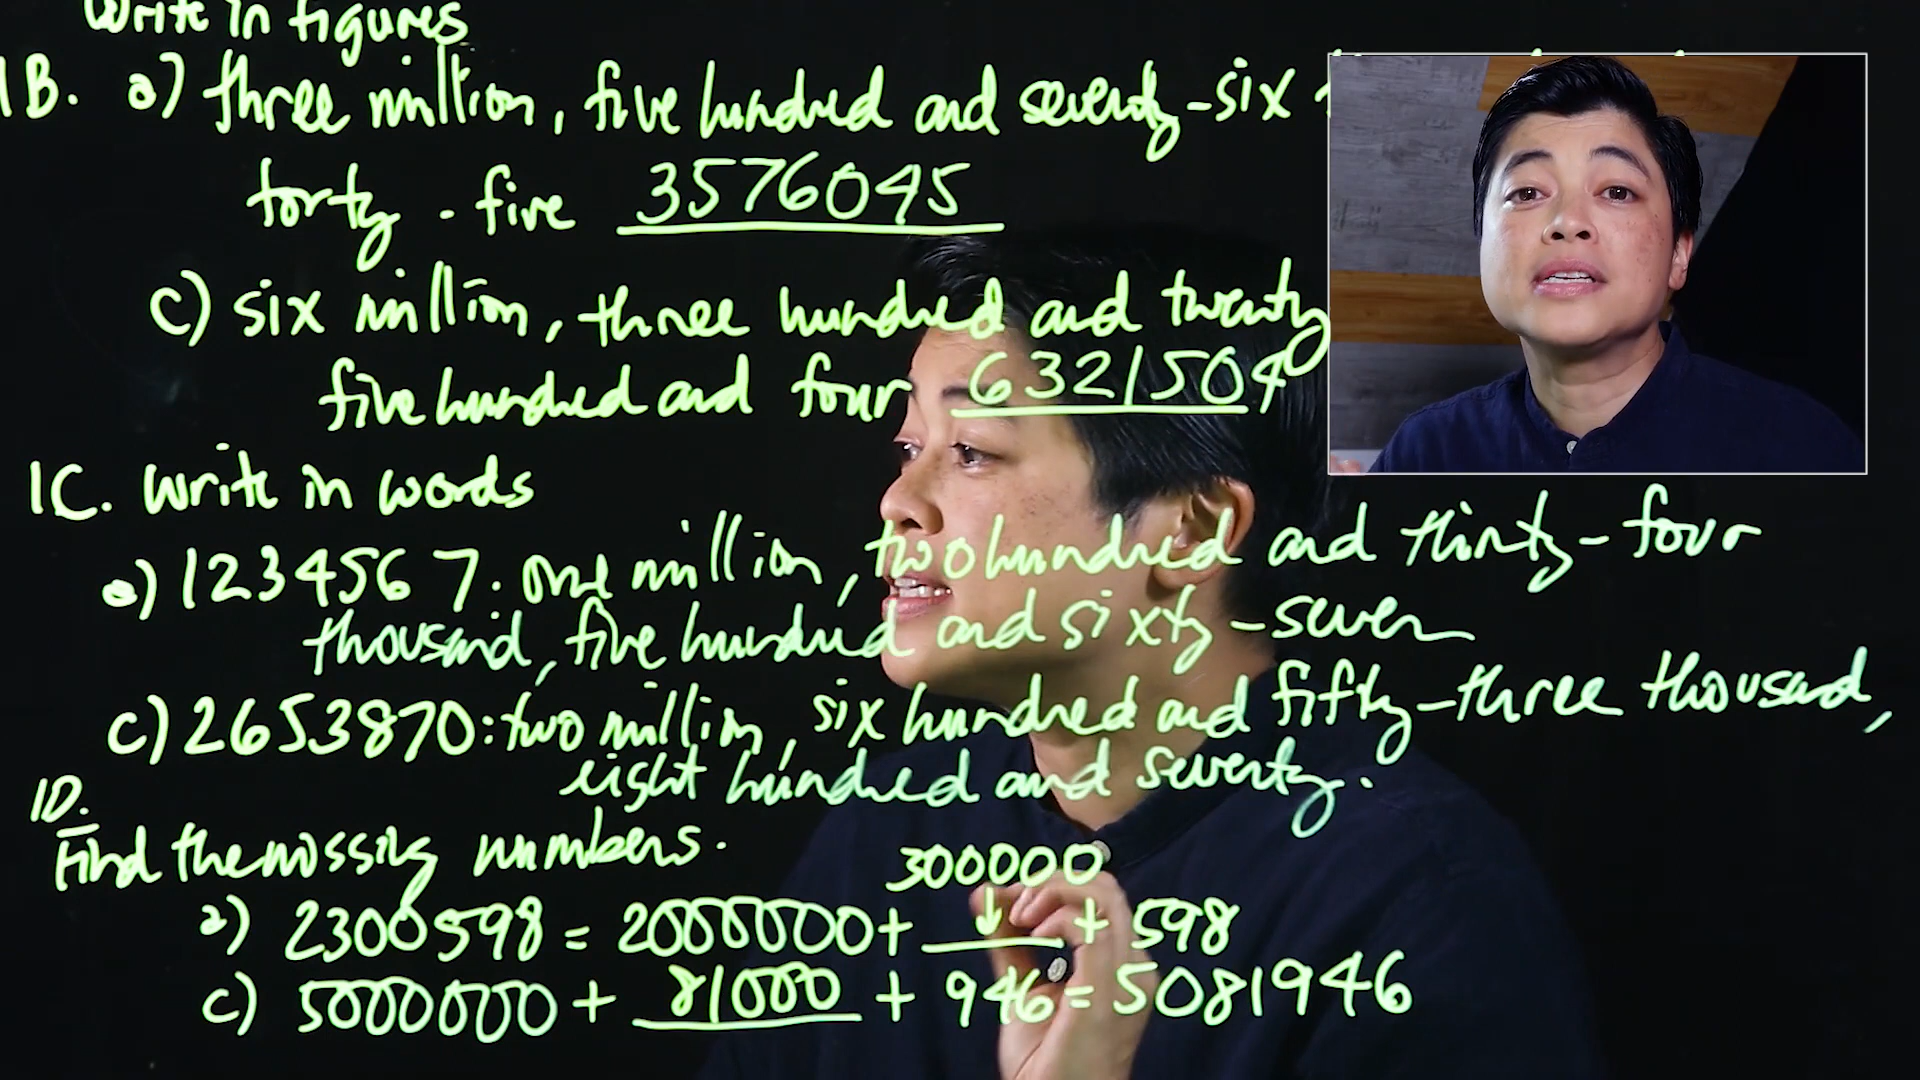 Write in figures
1B. a) three million, five hundred and seventy-six
forty-five 3576045
c) six million, three hundred and twenty
five hundred and four 6321504
1C. Write in words
a) 1234567: one million, two hundred and thirty-four
thousand, five hundred and sixty-seven
c) 2653870: two million, six hundred and fifty-three thousand,
eight hundred and seventy.
1D.
Find the missing numbers.
300000
a) 2300598 = 2000000 + ↓ + 598
c) 5000000 + 81000 + 946 = 5081946